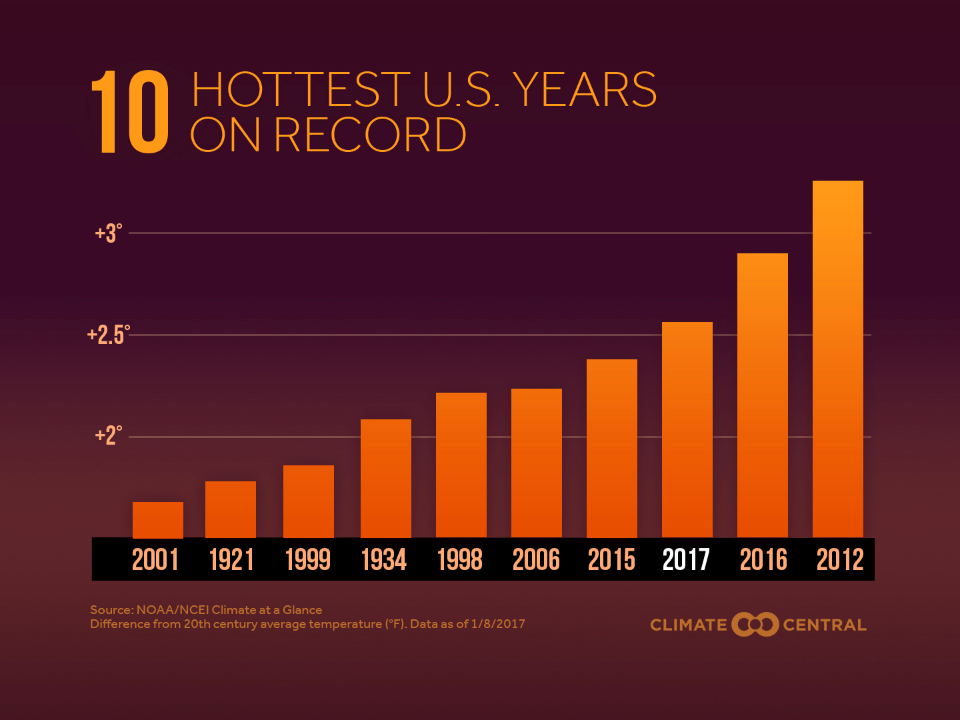 10 HOTTEST U.S. YEARS
ON RECORD
+3°
+2.5°
+2°
2001 1921 1999 1934 1998 2006 2015 2017 2016 2012
Source: NOAA/NCEI Climate at a Glance
Difference from 20th century average temperature (°F). Data as of 1/8/2017
CLIMATE CENTRAL